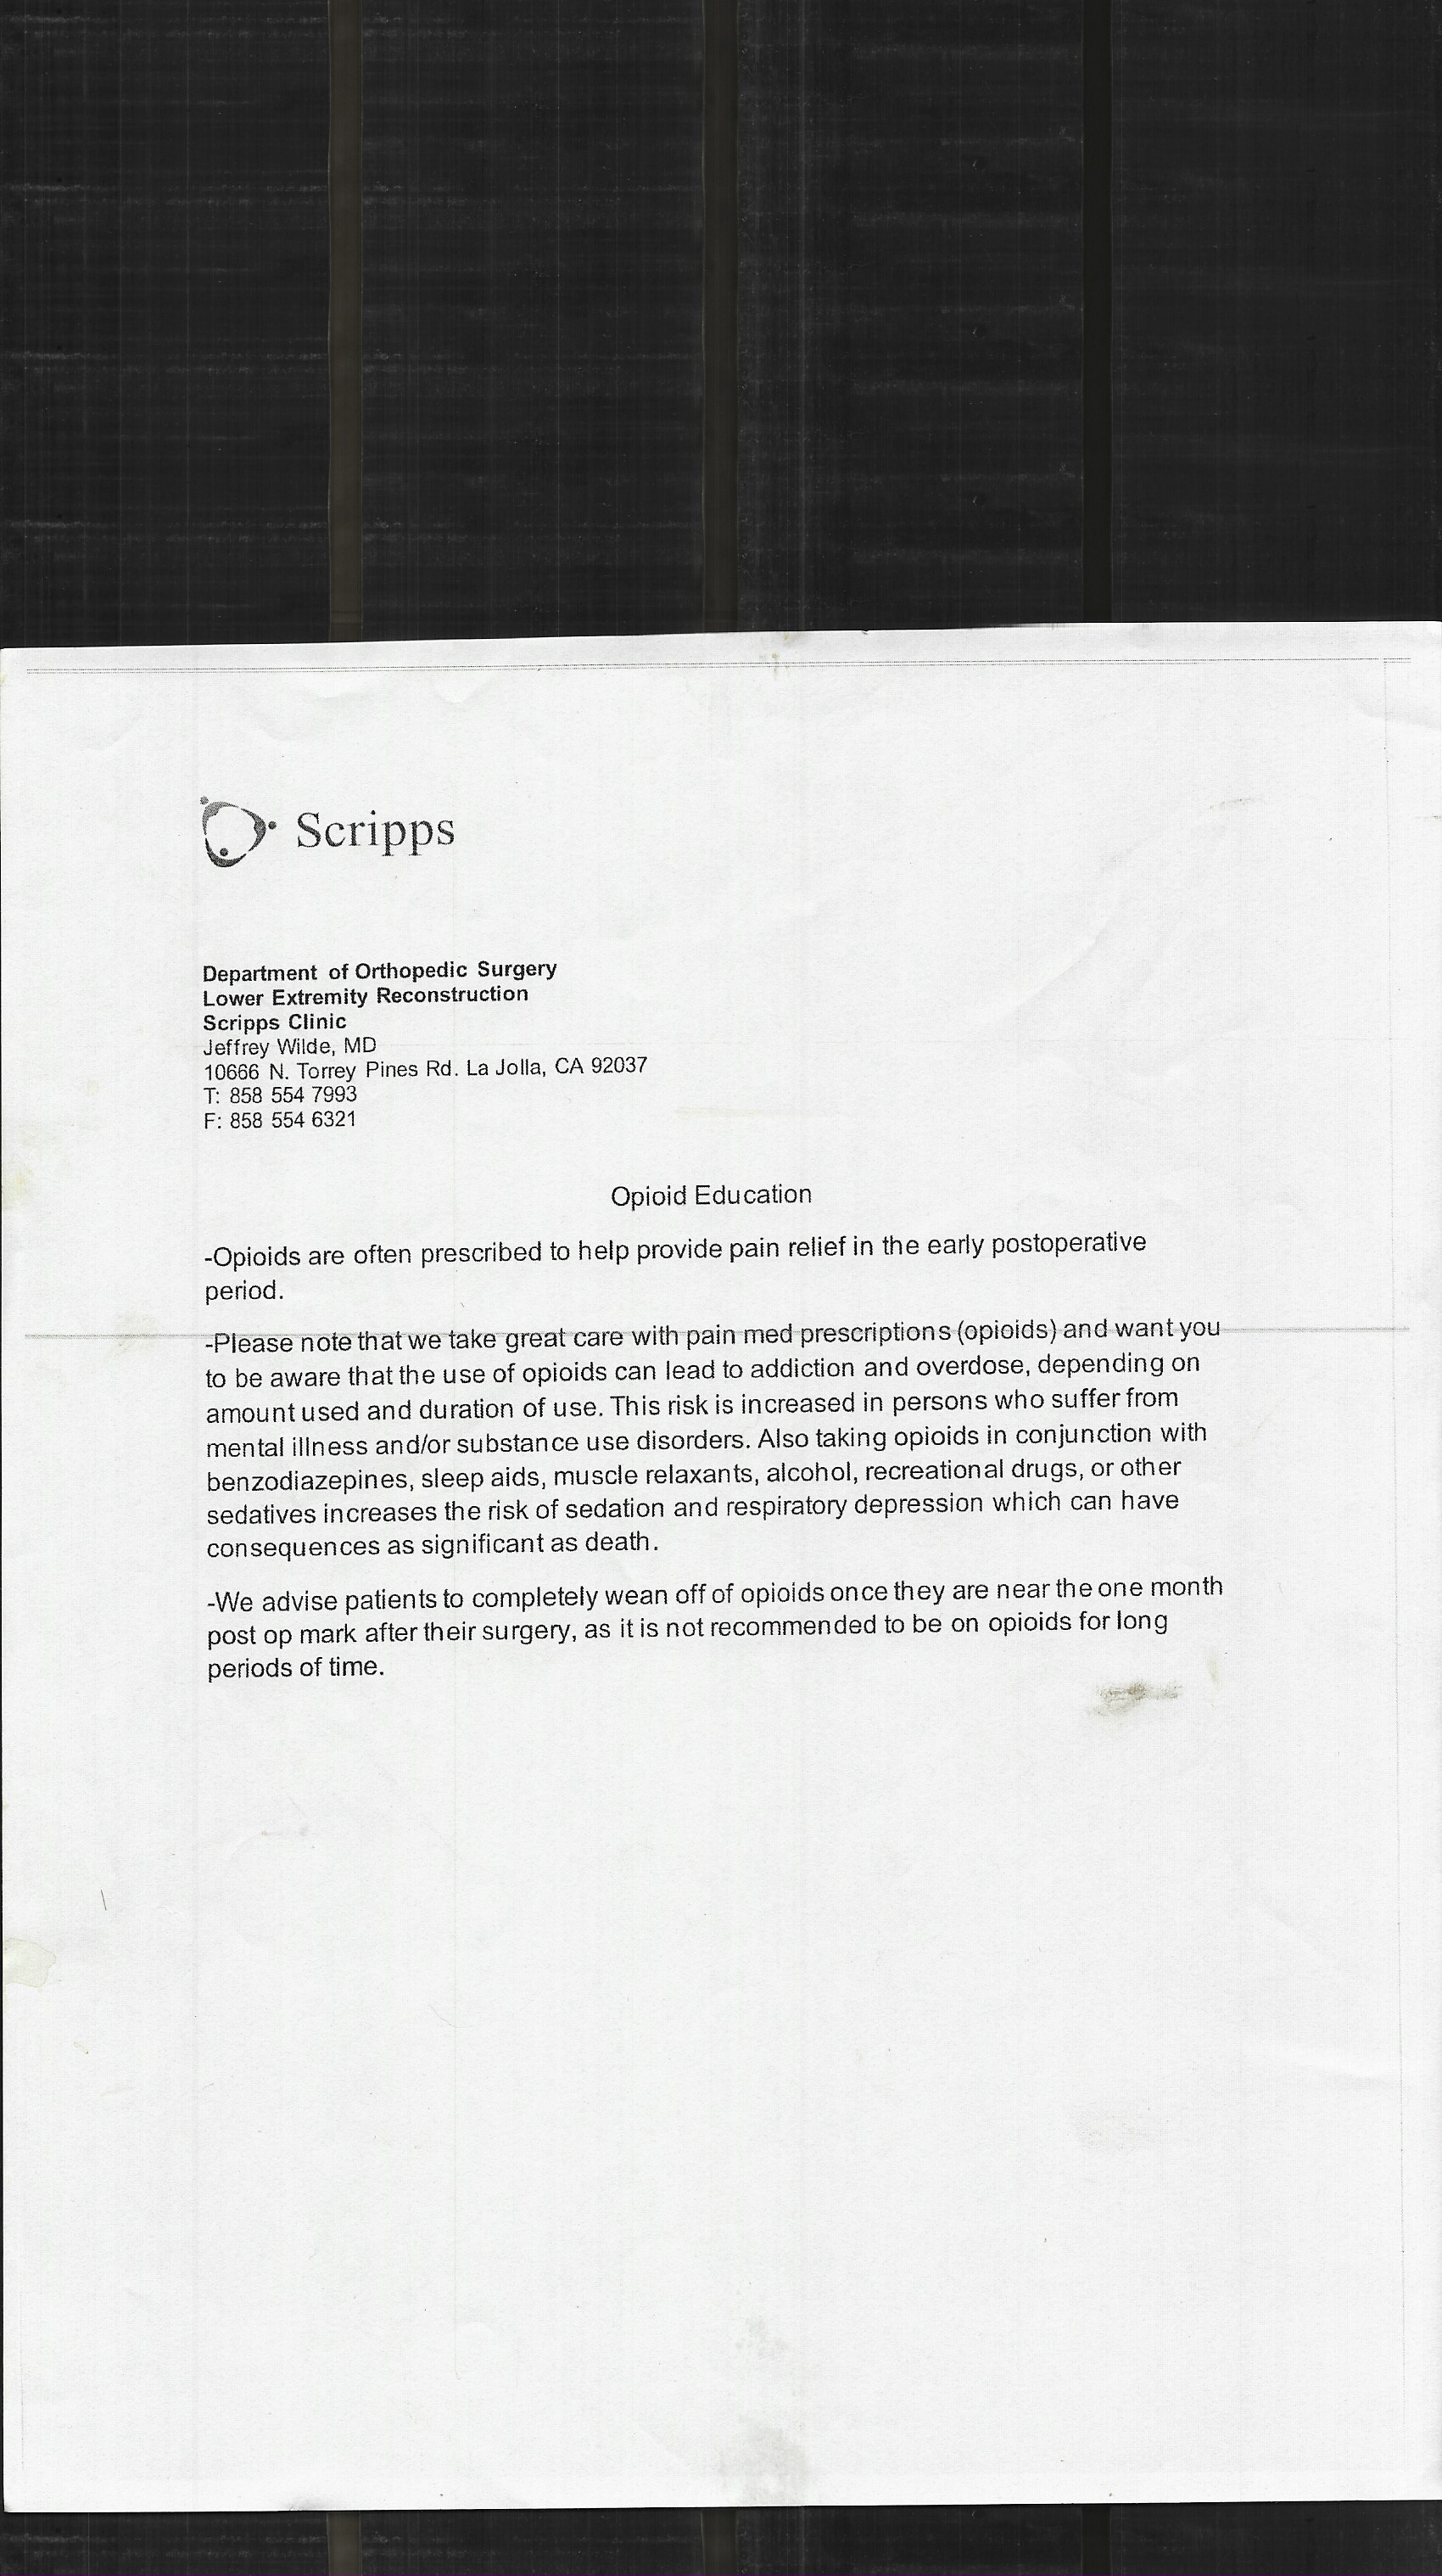 Scripps
Department of Orthopedic Surgery
Lower Extremity Reconstruction
Scripps Clinic
Jeffrey Wilde, MD
10666 N. Torrey Pines Rd. La Jolla, CA 92037
T: 858 554 7993
F: 858 554 6321
Opioid Education
-Opioids are often prescribed to help provide pain relief in the early postoperative
period.
-Please note that we take great care with pain med prescriptions (opioids) and want you
to be aware that the use of opioids can lead to addiction and overdose, depending on
amount used and duration of use. This risk is increased in persons who suffer from
mental illness and/or substance use disorders. Also taking opioids in conjunction with
benzodiazepines, sleep aids, muscle relaxants, alcohol, recreational drugs, or other
sedatives increases the risk of sedation and respiratory depression which can have
consequences as significant as death.
-We advise patients to completely wean off of opioids once they are near the one month
post op mark after their surgery, as it is not recommended to be on opioids for long
periods of time.